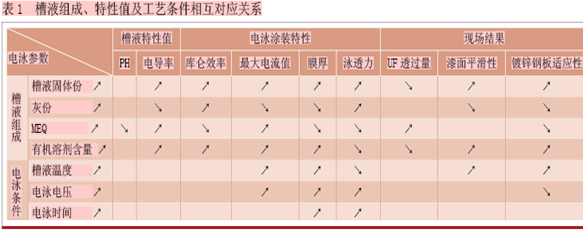 表1 槽液组成、特性值及工艺条件相互对应关系
电泳参数 槽液特性值 电泳涂装特性 现场结果
PH 电导率 库仑效率 最大电流值 膜厚 泳透力 UF透过量 漆面平滑性 镀锌钢板适应性
槽液组成
槽液固体份 ↗ ↗ ↗ ↗ ↗ ↗ ↘ ↗ ↗
灰份 ↗ ↘ ↗ ↘ ↘ ↗ ↘ ↘
MEQ ↗ ↘ ↗ ↘ ↗ ↘ ↘ ↗ ↘
有机溶剂含量 ↗ ↗ ↗ ↗ ↗ ↘ ↘ ↗ ↗
电泳条件
槽液温度 ↗ ↗ ↗ ↘ ↗ ↗
电泳电压 ↗ ↗ ↗ ↗ ↘
电泳时间 ↗ ↗ ↗